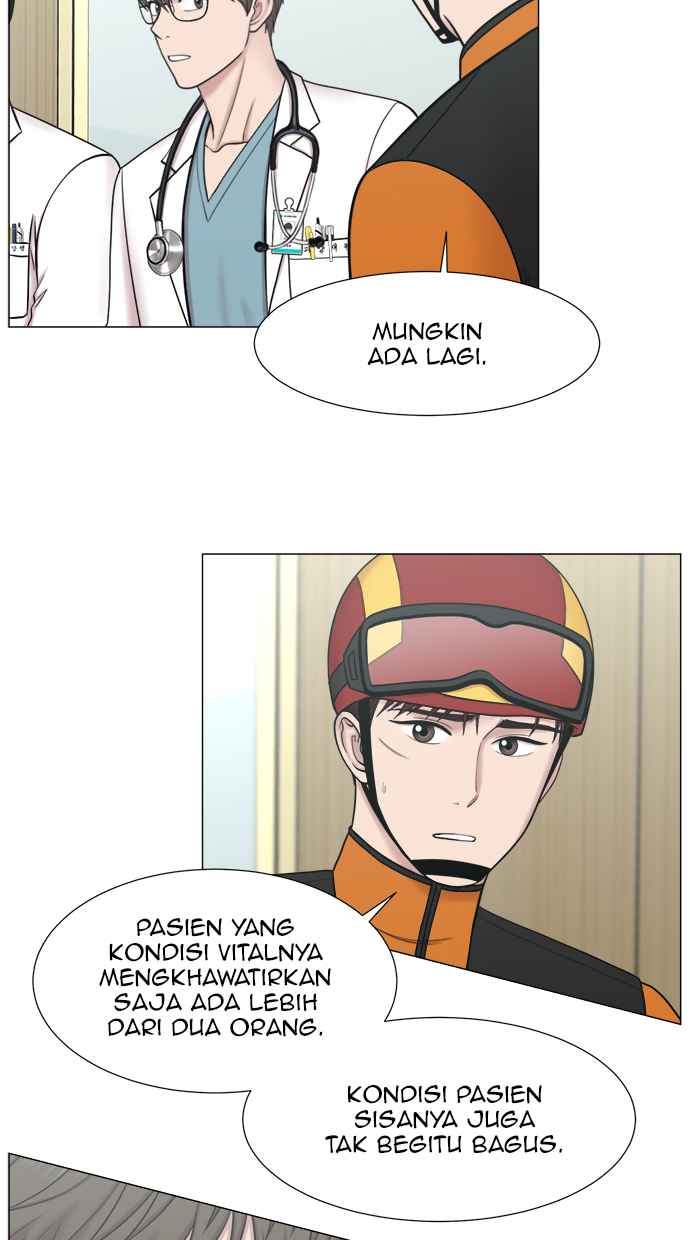 MUNGKIN
ADA LAGI.
PASIEN YANG
KONDISI VITALNYA
MENGKHAWATIRKAN
SAJA ADA LEBIH
DARI DUA ORANG.
KONDISI PASIEN
SISANYA JUGA
TAK BEGITU BAGUS.